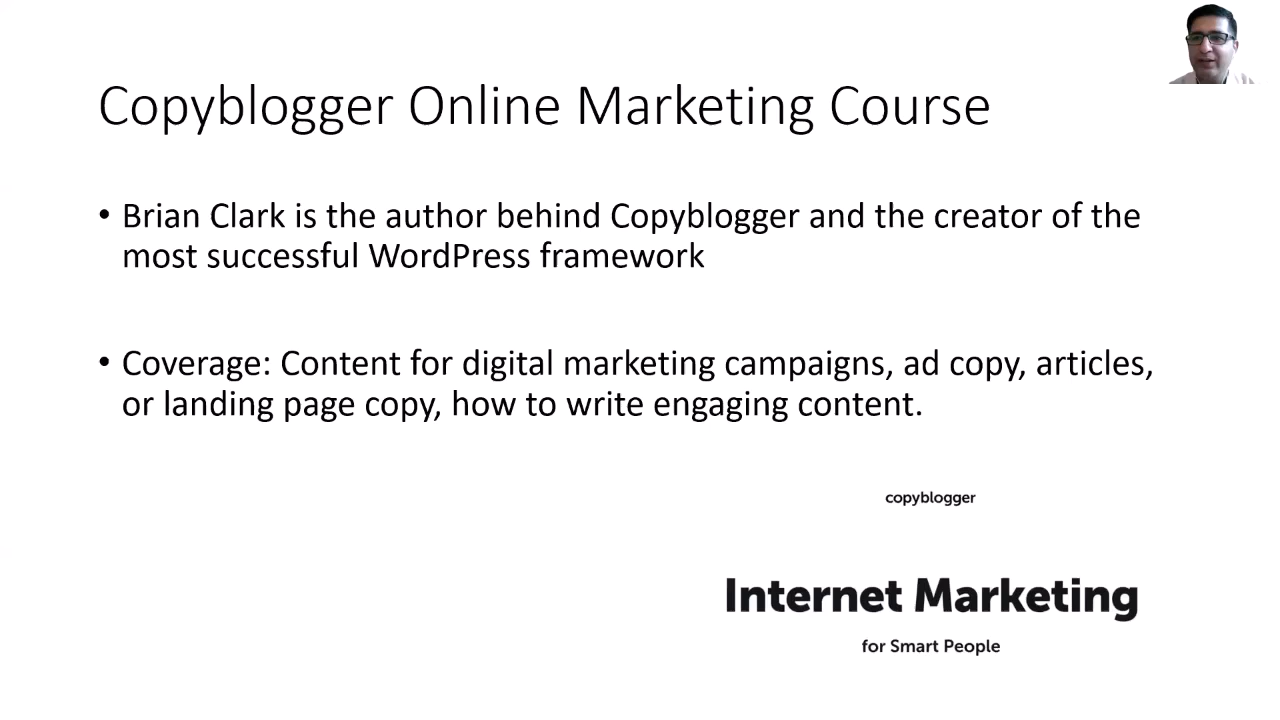 Copyblogger Online Marketing Course
• Brian Clark is the author behind Copyblogger and the creator of the
most successful WordPress framework
• Coverage: Content for digital marketing campaigns, ad copy, articles,
or landing page copy, how to write engaging content.
copyblogger
Internet Marketing
for Smart People